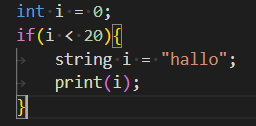 int i = 0;
if(i < 20){
    string i = "hallo";
    print(i);
}